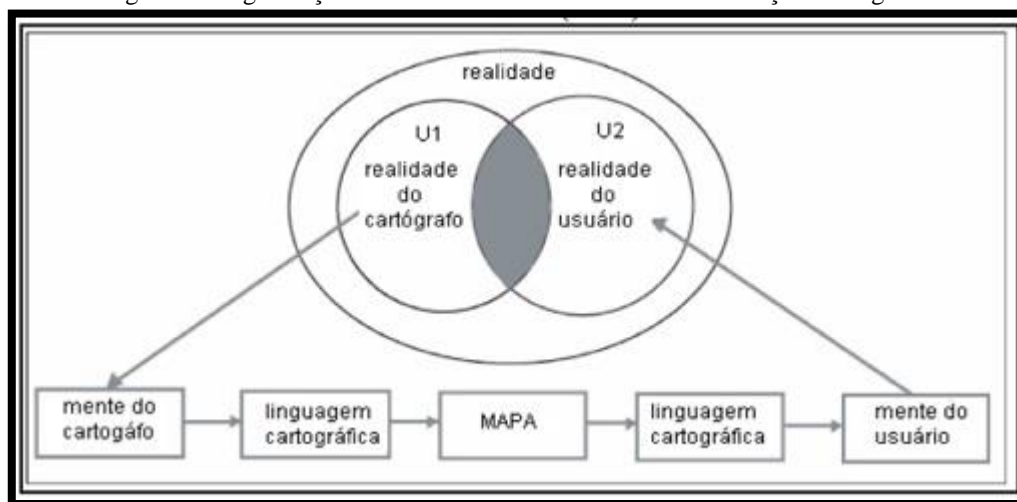 realidade
U1
realidade
do
cartógrafo
U2
realidade
do
usuário
mente do
cartogáfo
linguagem
cartográfica
MAPA
linguagem
cartográfica
mente do
usuário